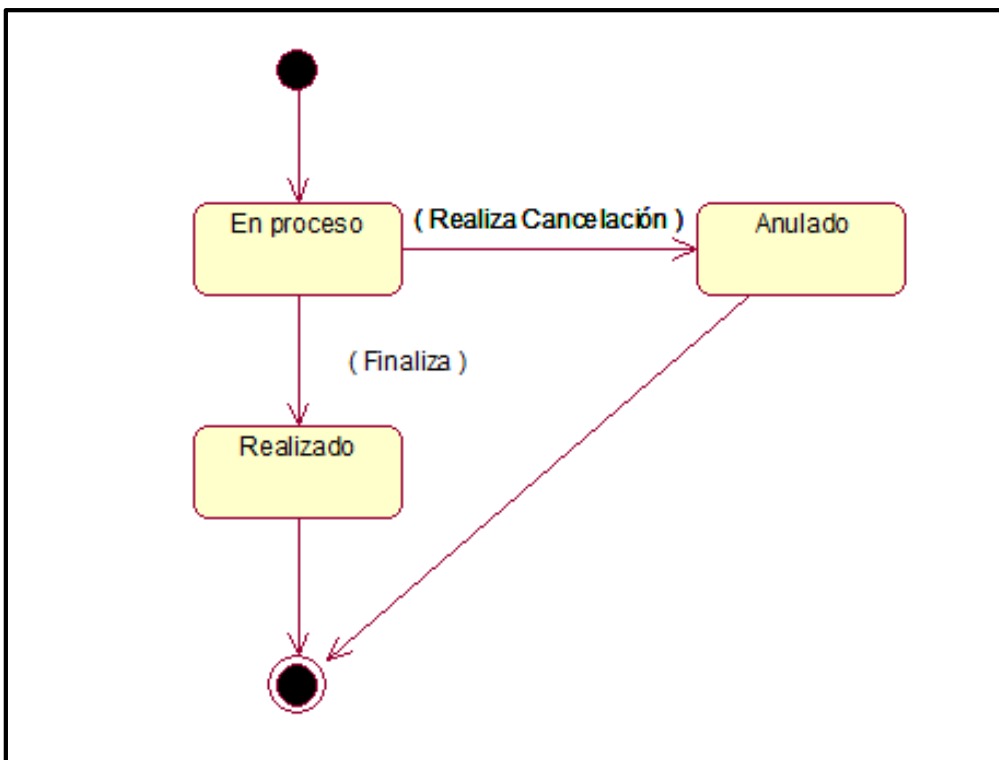 En proceso
( Realiza Cancelación )
Anulado
( Finaliza )
Realizado